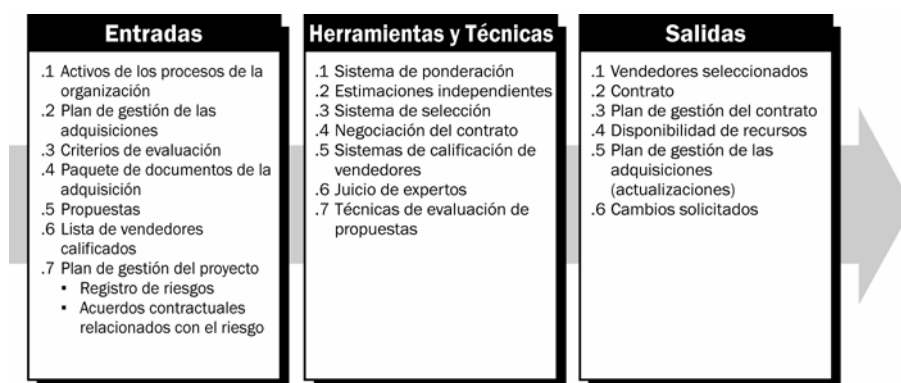 Entradas
.1 Activos de los procesos de la
organización
.2 Plan de gestión de las
adquisiciones
.3 Criterios de evaluación
.4 Paquete de documentos de la
adquisición
.5 Propuestas
.6 Lista de vendedores
calificados
.7 Plan de gestión del proyecto
▪ Registro de riesgos
▪ Acuerdos contractuales
relacionados con el riesgo
Herramientas y Técnicas
.1 Sistema de ponderación
.2 Estimaciones independientes
.3 Sistema de selección
.4 Negociación del contrato
.5 Sistemas de calificación de
vendedores
.6 Juicio de expertos
.7 Técnicas de evaluación de
propuestas
Salidas
.1 Vendedores seleccionados
.2 Contrato
.3 Plan de gestión del contrato
.4 Disponibilidad de recursos
.5 Plan de gestión de las
adquisiciones
(actualizaciones)
.6 Cambios solicitados